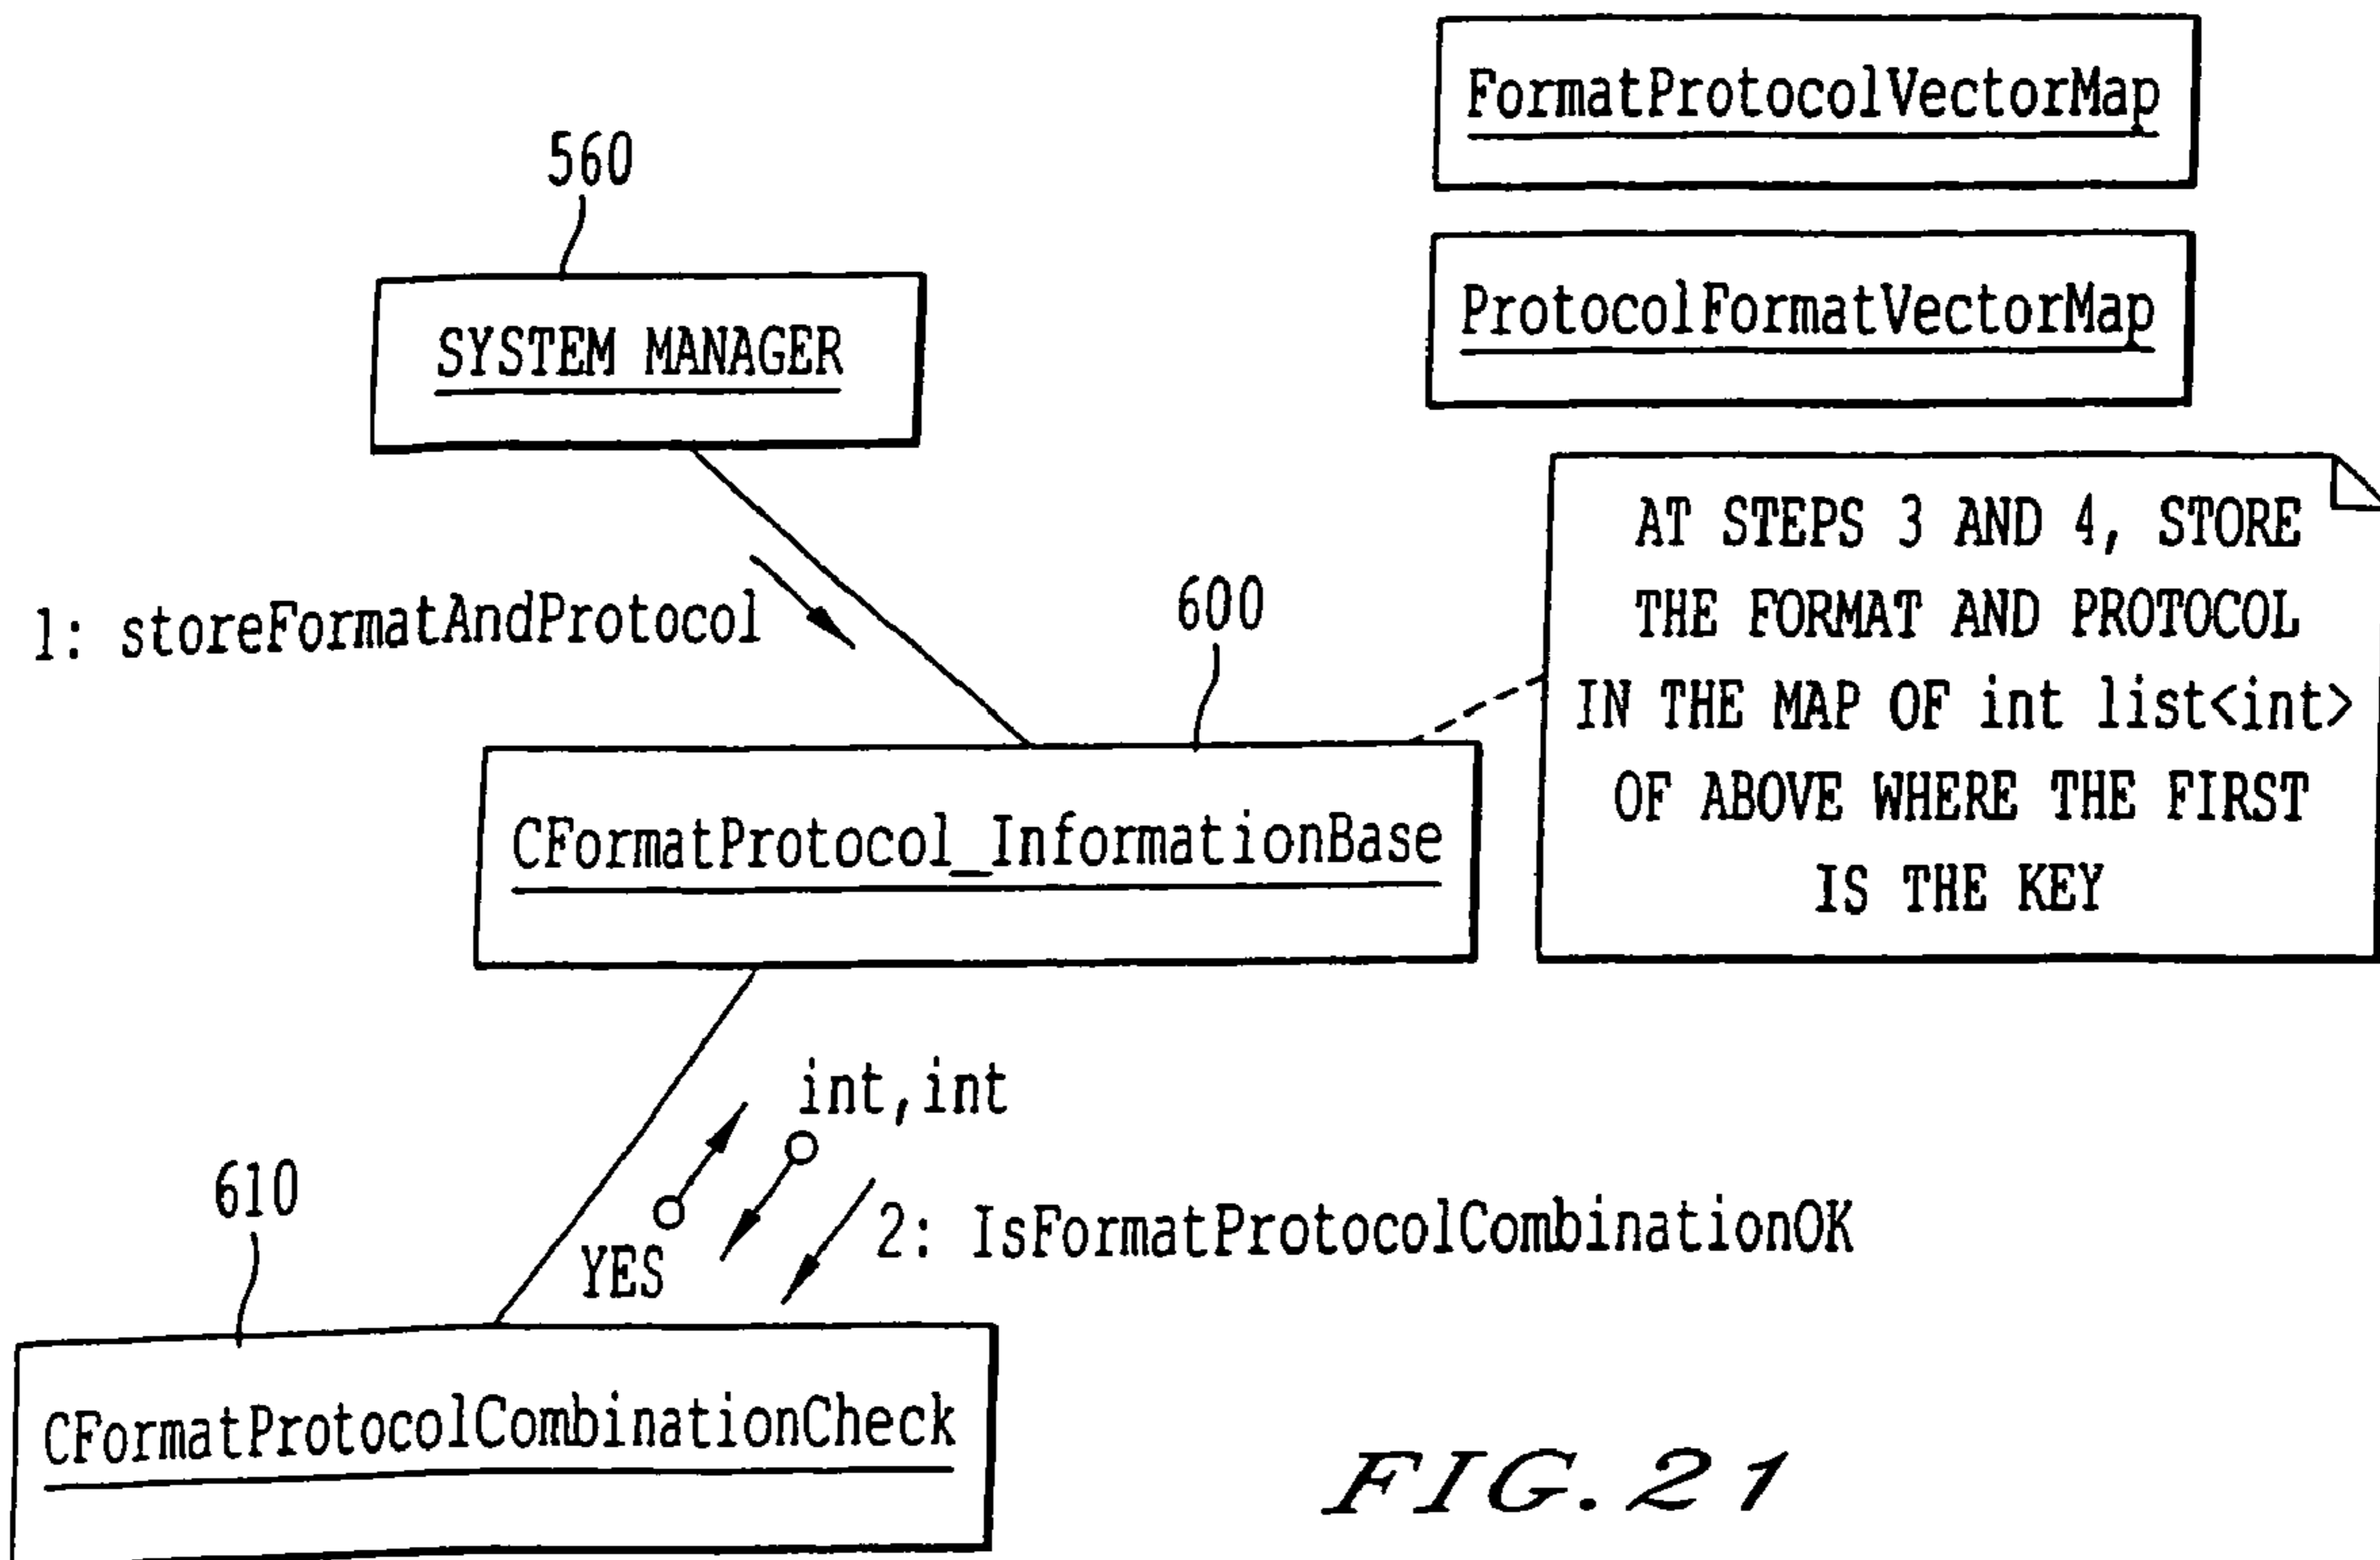 FormatProtocolVectorMap
560
ProtocolFormatVectorMap
SYSTEM MANAGER
AT STEPS 3 AND 4, STORE
THE FORMAT AND PROTOCOL
IN THE MAP OF int list<int>
OF ABOVE WHERE THE FIRST
IS THE KEY
1: storeFormatAndProtocol
600
CFormatProtocol_InformationBase
int,int
610
YES
2: IsFormatProtocolCombinationOK
CFormatProtocolCombinationCheck
FIG. 21